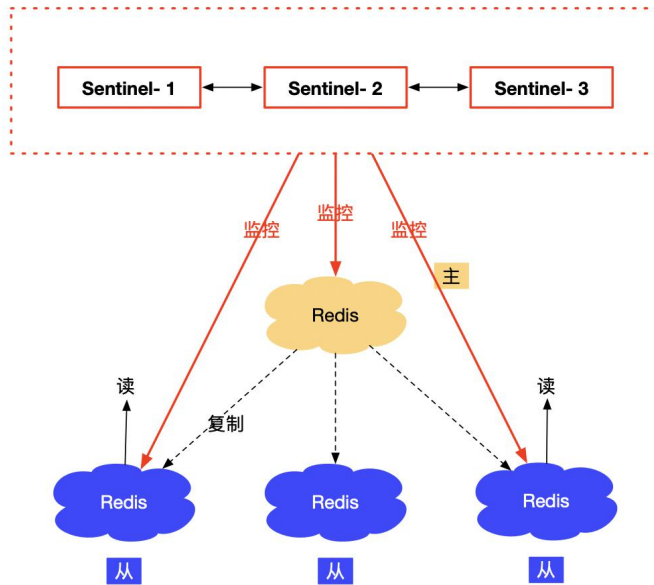 Sentinel- 1
Sentinel- 2
Sentinel- 3
监控
监控
监控
主
Redis
读
读
复制
Redis
Redis
Redis
从
从
从